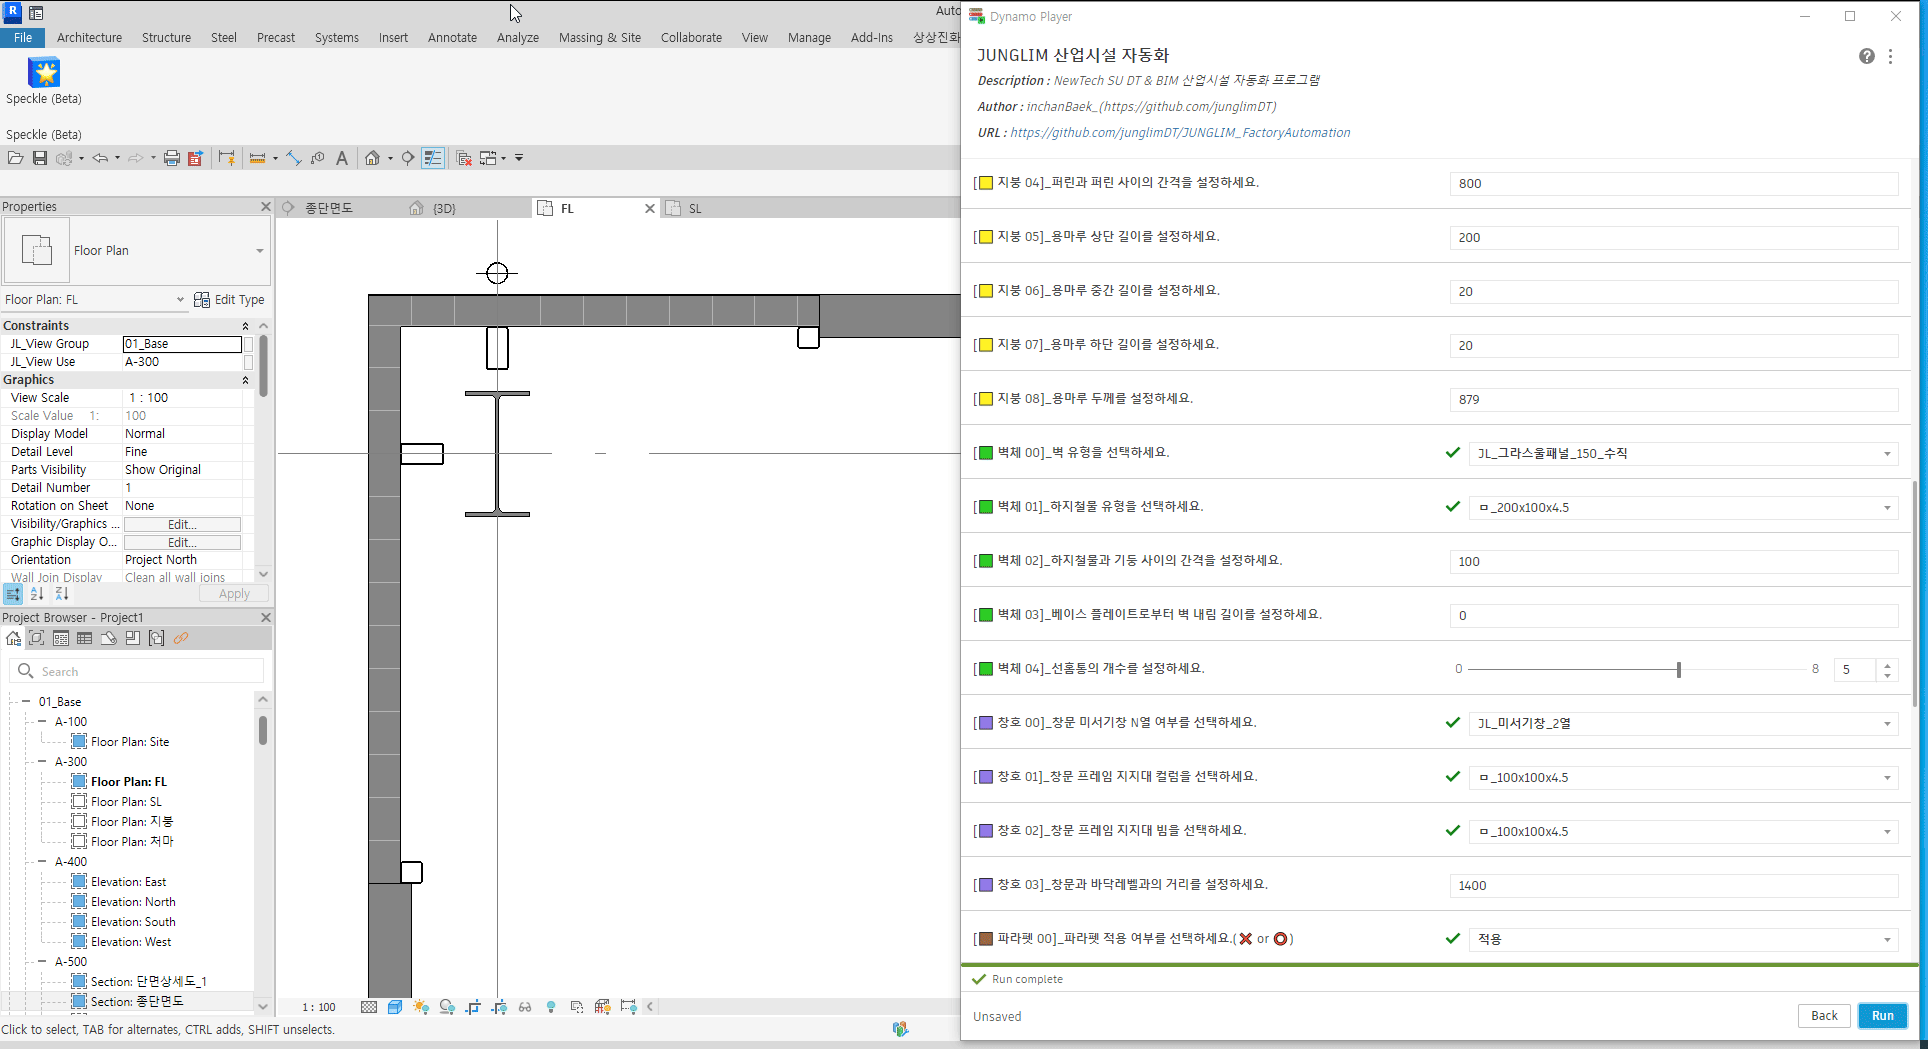 R
Auto
File Architecture Structure Steel Precast Systems Insert Annotate Analyze Massing & Site Collaborate View Manage Add-Ins 상상진화
Speckle (Beta)
Speckle (Beta)
Properties
Floor Plan
Floor Plan: FL
Edit Type
Constraints
JL_View Group 01_Base
JL_View Use A-300
Graphics
View Scale 1 : 100
Scale Value 1: 100
Display Model Normal
Detail Level Fine
Parts Visibility Show Original
Detail Number 1
Rotation on Sheet None
Visibility/Graphics ... Edit...
Graphic Display O... Edit...
Orientation Project North
Wall Join Display Clean all wall joins
Apply
Project Browser - Project1
Search
01_Base
A-100
Floor Plan: Site
A-300
Floor Plan: FL
Floor Plan: SL
Floor Plan: 지붕
Floor Plan: 처마
A-400
Elevation: East
Elevation: North
Elevation: South
Elevation: West
A-500
Section: 단면상세도_1
Section: 종단면도
종단면도 {3D} FL SL
1 : 100
Click to select, TAB for alternates, CTRL adds, SHIFT unselects.
Dynamo Player
JUNGLIM 산업시설 자동화
Description : NewTech SU DT & BIM 산업시설 자동화 프로그램
Author : inchanBaek_(https://github.com/junglimDT)
URL : https://github.com/junglimDT/JUNGLIM_FactoryAutomation
[🟨 지붕 04]_퍼린과 퍼린 사이의 간격을 설정하세요. 800
[🟨 지붕 05]_용마루 상단 길이를 설정하세요. 200
[🟨 지붕 06]_용마루 중간 길이를 설정하세요. 20
[🟨 지붕 07]_용마루 하단 길이를 설정하세요. 20
[🟨 지붕 08]_용마루 두께를 설정하세요. 879
[🟩 벽체 00]_벽 유형을 선택하세요. JL_그라스울패널_150_수직
[🟩 벽체 01]_하지철물 유형을 선택하세요. ㅁ_200x100x4.5
[🟩 벽체 02]_하지철물과 기둥 사이의 간격을 설정하세요. 100
[🟩 벽체 03]_베이스 플레이트로부터 벽 내림 길이를 설정하세요. 0
[🟩 벽체 04]_선홈통의 개수를 설정하세요. 0 8 5
[🟪 창호 00]_창문 미서기창 N열 여부를 선택하세요. JL_미서기창_2열
[🟪 창호 01]_창문 프레임 지지대 컬럼을 선택하세요. ㅁ_100x100x4.5
[🟪 창호 02]_창문 프레임 지지대 빔을 선택하세요. ㅁ_100x100x4.5
[🟪 창호 03]_창문과 바닥레벨과의 거리를 설정하세요. 1400
[🟫 파라펫 00]_파라펫 적용 여부를 선택하세요.(❌ or ⭕) 적용
Run complete
Unsaved
Back Run